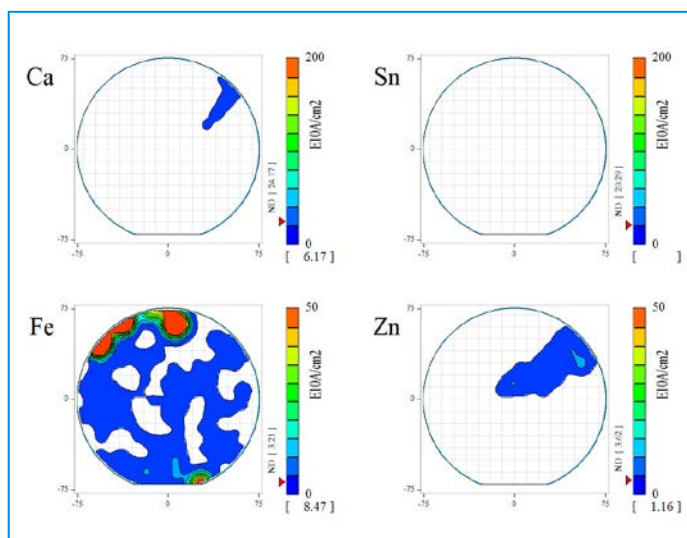 Ca
75
0
-75
-75
0
75
200
0
E10A/cm2
ND [ 24.17 ]
[ 6.17 ]
Sn
75
0
-75
-75
0
75
200
0
E10A/cm2
ND [ 20.29 ]
[ ]
Fe
75
0
-75
-75
0
75
50
0
E10A/cm2
ND [ 3.21 ]
[ 8.47 ]
Zn
75
0
-75
-75
0
75
50
0
E10A/cm2
ND [ 3.62 ]
[ 1.16 ]